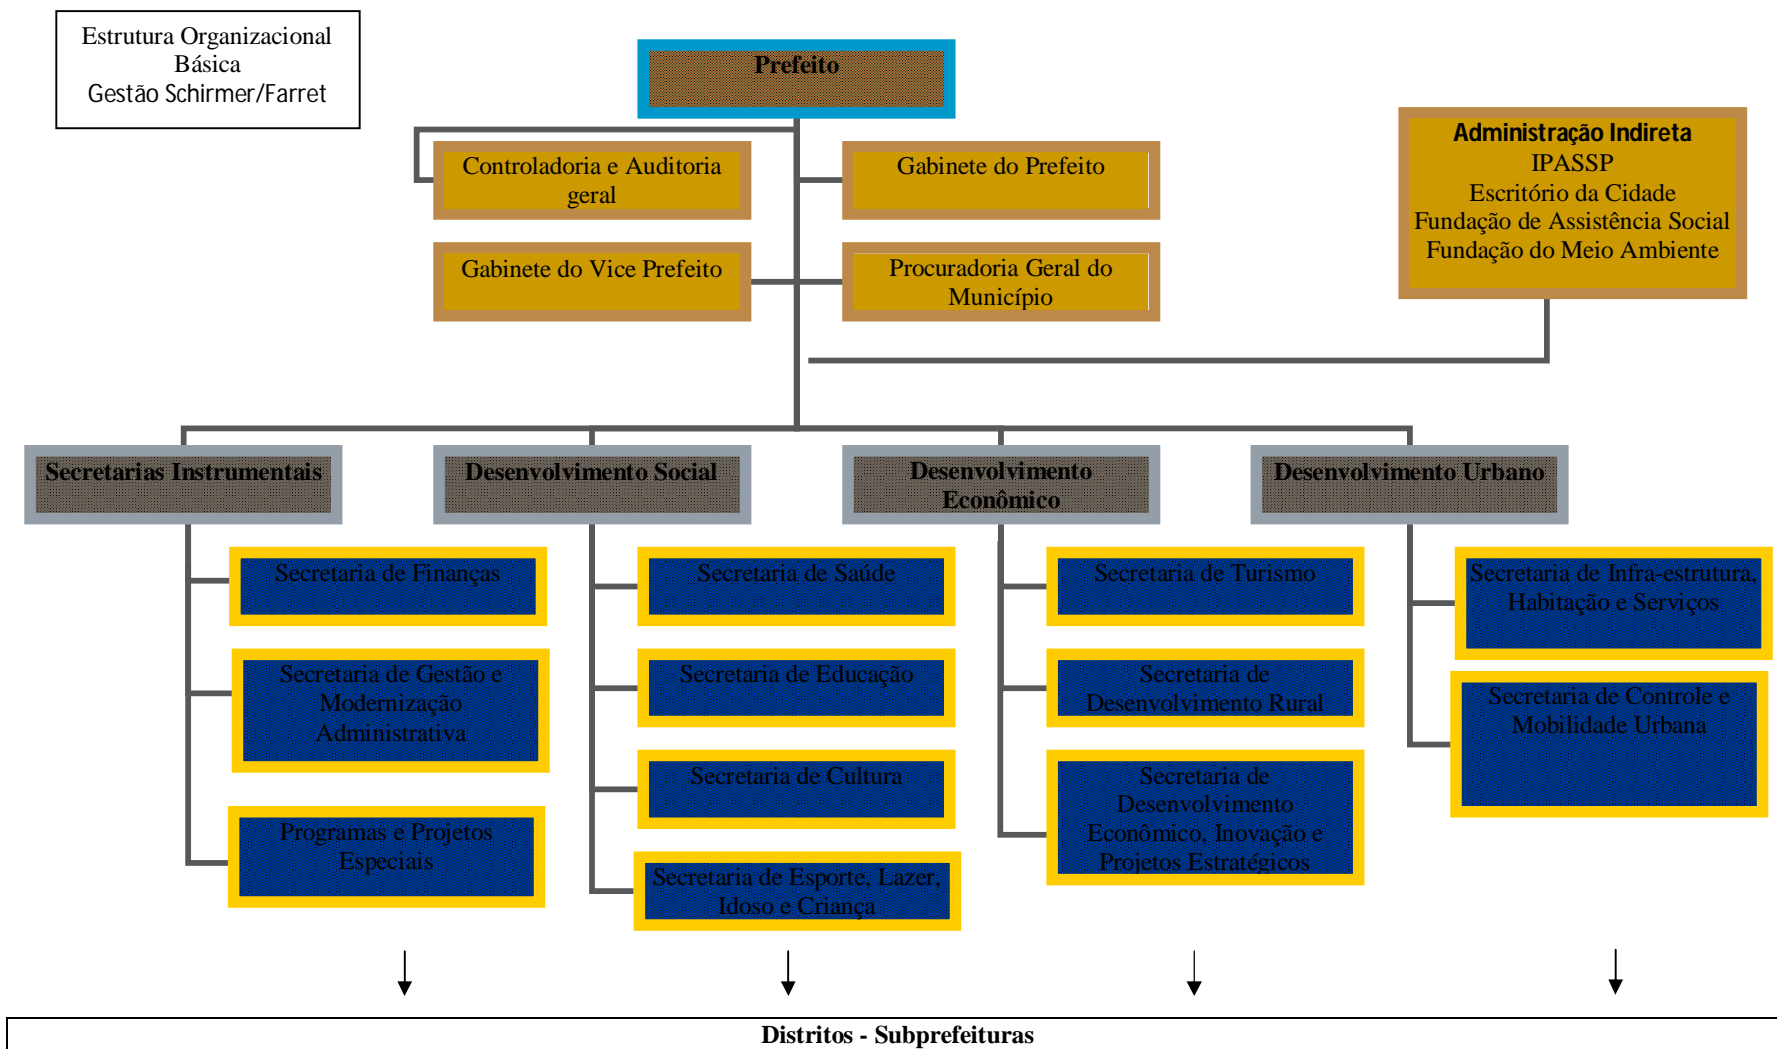 Estrutura Organizacional
Básica
Gestão Schirmer/Farret
Prefeito
Administração Indireta
IPASSP
Escritório da Cidade
Fundação de Assistência Social
Fundação do Meio Ambiente
Controladoria e Auditoria
geral
Gabinete do Prefeito
Gabinete do Vice Prefeito
Procuradoria Geral do
Município
Secretarias Instrumentais
Desenvolvimento Social
Desenvolvimento
Econômico
Desenvolvimento Urbano
Secretaria de Finanças
Secretaria de Gestão e
Modernização
Administrativa
Programas e Projetos
Especiais
Secretaria de Saúde
Secretaria de Educação
Secretaria de Cultura
Secretaria de Esporte, Lazer,
Idoso e Criança
Secretaria de Turismo
Secretaria de
Desenvolvimento Rural
Secretaria de
Desenvolvimento
Econômico, Inovação e
Projetos Estratégicos
Secretaria de Infra-estrutura,
Habitação e Serviços
Secretaria de Controle e
Mobilidade Urbana
Distritos - Subprefeituras